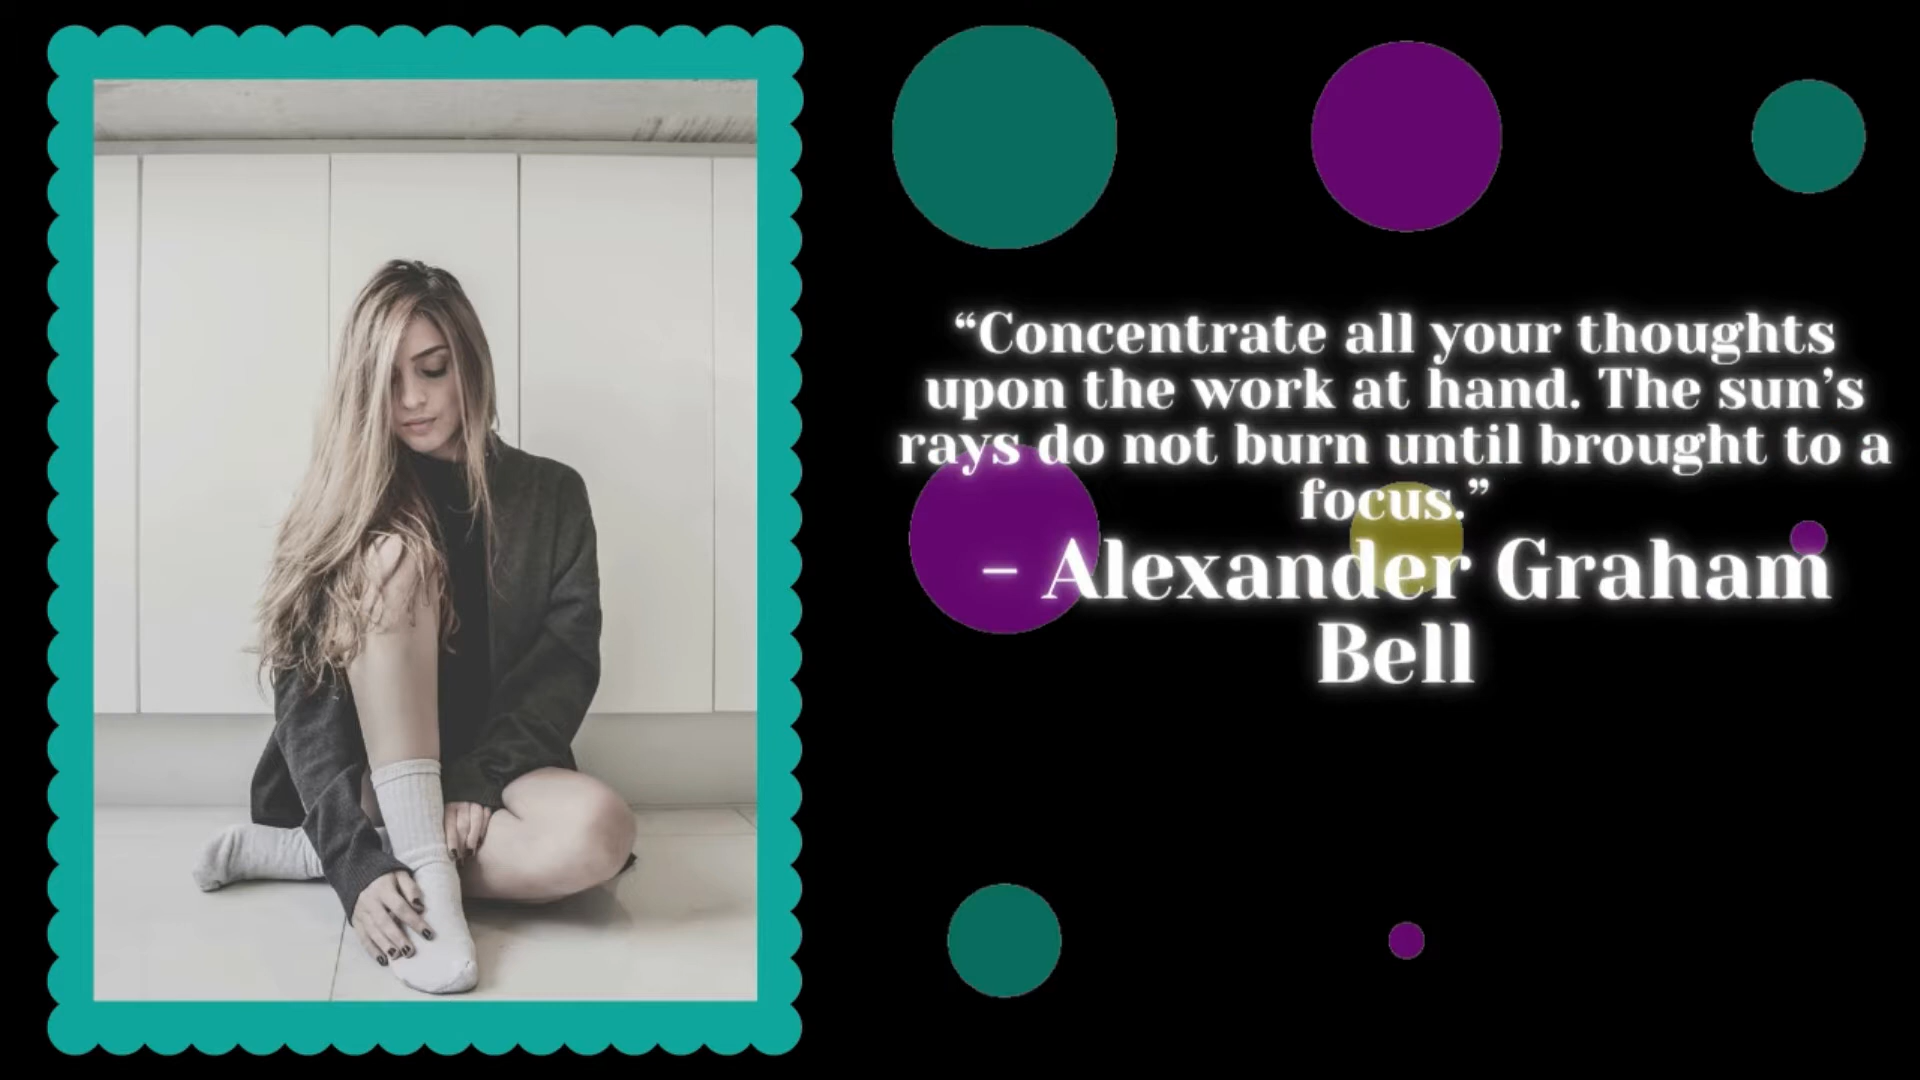 “Concentrate all your thoughts
upon the work at hand. The sun’s
rays do not burn until brought to a
focus.”
– Alexander Graham
Bell